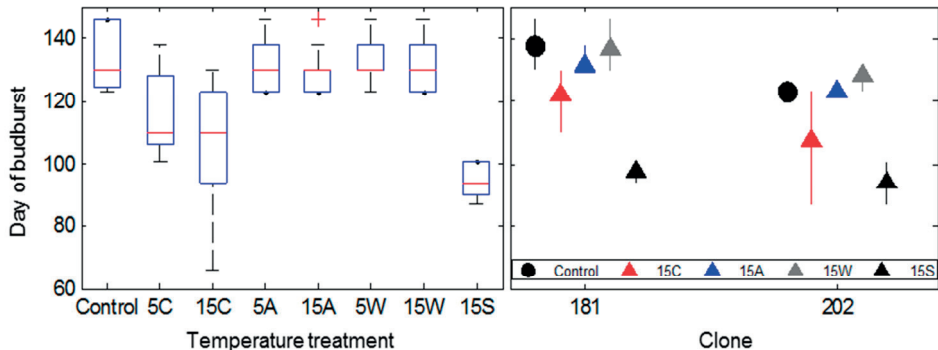 Day of budburst
140
120
100
80
60
Control 5C 15C 5A 15A 5W 15W 15S
Temperature treatment
Control 15C 15A 15W 15S
181 202
Clone